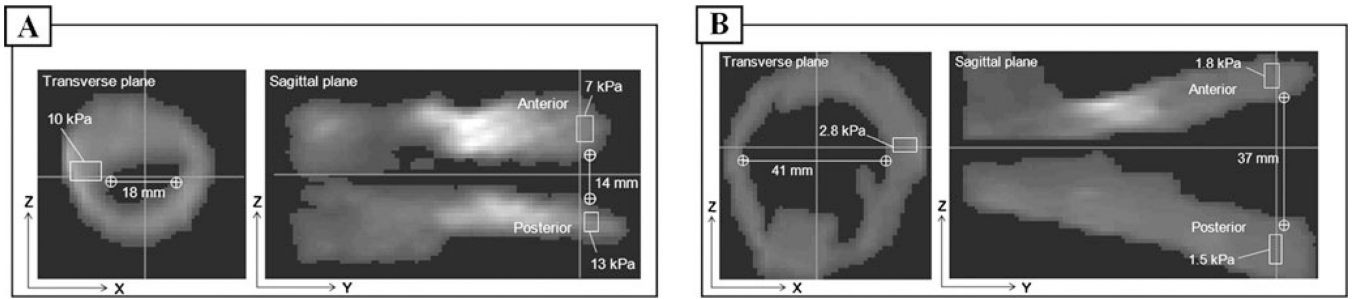 A
Transverse plane
10 kPa
18 mm
Z
X
Sagittal plane
7 kPa
Anterior
14 mm
Posterior
13 kPa
Z
Y
B
Transverse plane
2.8 kPa
41 mm
Z
X
Sagittal plane
1.8 kPa
Anterior
37 mm
Posterior
1.5 kPa
Z
Y